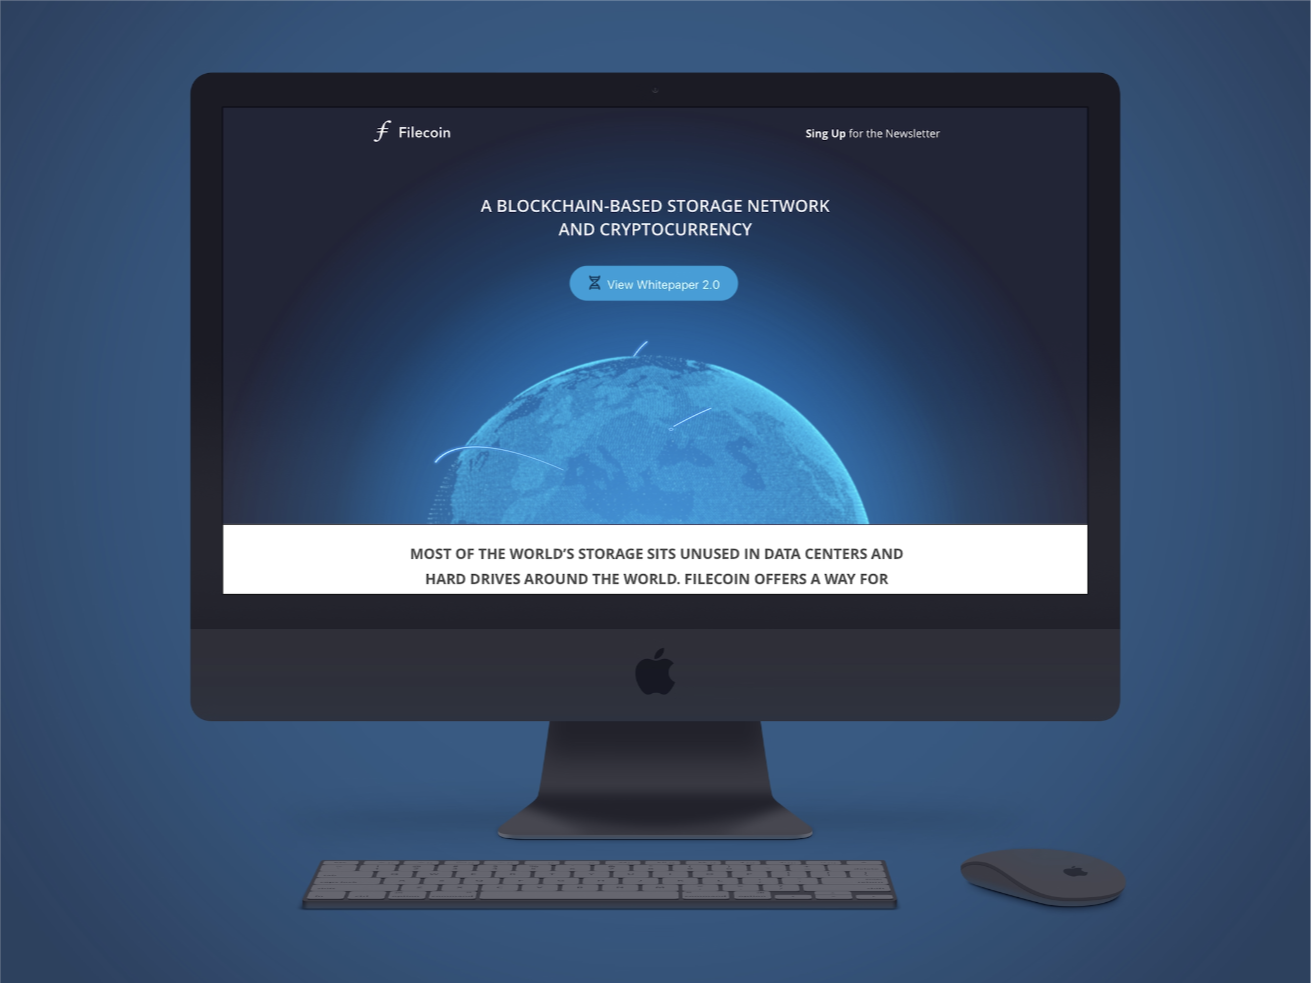 Filecoin
Sing Up for the Newsletter
A BLOCKCHAIN-BASED STORAGE NETWORK
AND CRYPTOCURRENCY
View Whitepaper 2.0
MOST OF THE WORLD’S STORAGE SITS UNUSED IN DATA CENTERS AND
HARD DRIVES AROUND THE WORLD. FILECOIN OFFERS A WAY FOR